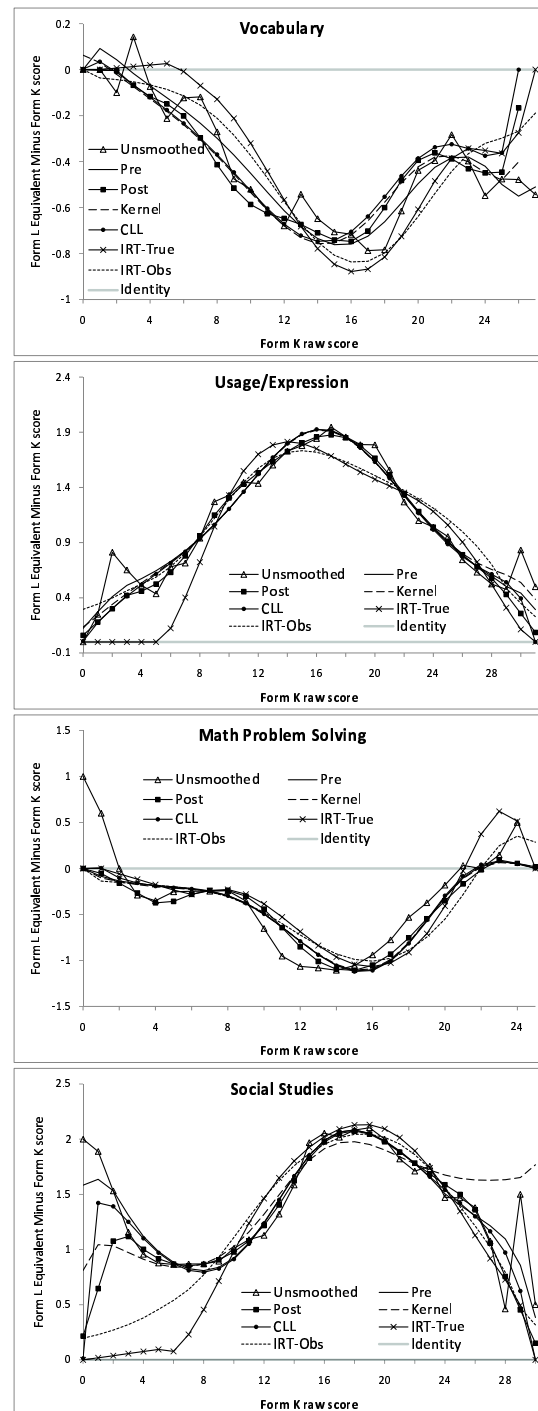 Vocabulary
Form L Equivalent Minus Form K score
0.2
0
-0.2
-0.4
-0.6
-0.8
-1
Unsmoothed
Pre
Post
Kernel
CLL
IRT-True
IRT-Obs
Identity
0 4 8 12 16 20 24
Form K raw score
Usage/Expression
Form L Equivalent Minus Form K score
2.4
1.9
1.4
0.9
0.4
-0.1
Unsmoothed Pre
Post Kernel
CLL IRT-True
IRT-Obs Identity
0 4 8 12 16 20 24 28
Form K raw score
Math Problem Solving
Form L Equivalent Minus Form K score
1.5
1
0.5
0
-0.5
-1
-1.5
Unsmoothed Pre
Post Kernel
CLL IRT-True
IRT-Obs Identity
0 4 8 12 16 20 24
Form K raw score
Social Studies
Form L Equivalent Minus Form K score
2.5
2
1.5
1
0.5
0
Unsmoothed Pre
Post Kernel
CLL IRT-True
IRT-Obs Identity
0 4 8 12 16 20 24 28
Form K raw score